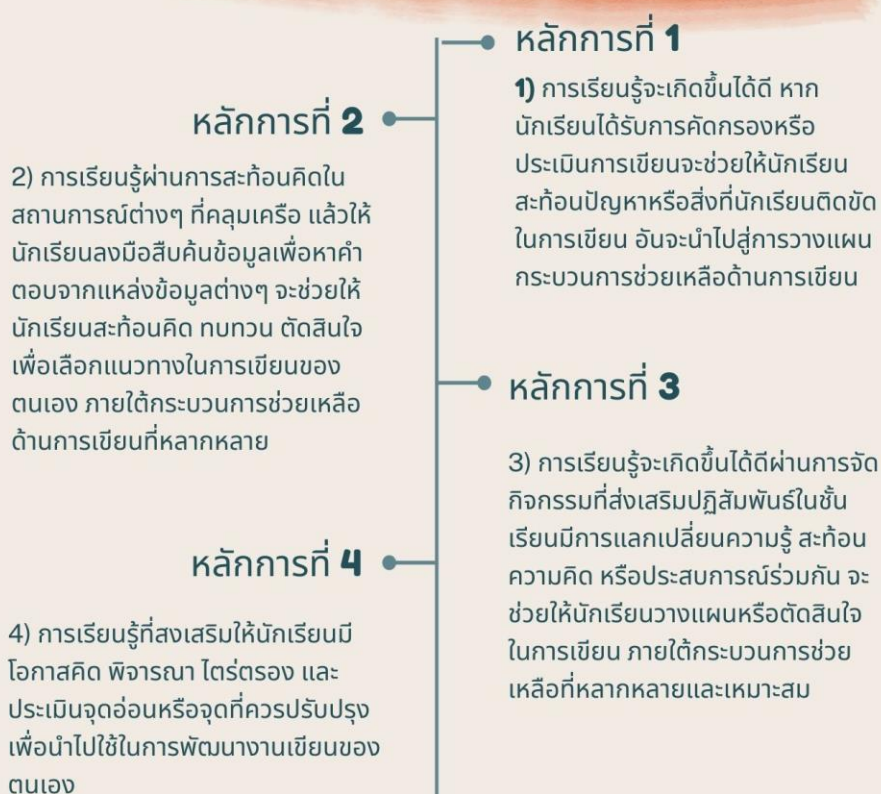 หลักการที่ 1
1) การเรียนรู้จะเกิดขึ้นได้ดี หาก
นักเรียนได้รับการคัดกรองหรือ
ประเมินการเขียนจะช่วยให้นักเรียน
สะท้อนปัญหาหรือสิ่งที่นักเรียนติดขัด
ในการเขียน อันจะนำไปสู่การวางแผน
กระบวนการช่วยเหลือด้านการเขียน
หลักการที่ 2
2) การเรียนรู้ผ่านการสะท้อนคิดใน
สถานการณ์ต่างๆ ที่คลุมเครือ แล้วให้
นักเรียนลงมือสืบค้นข้อมูลเพื่อหาคำ
ตอบจากแหล่งข้อมูลต่างๆ จะช่วยให้
นักเรียนสะท้อนคิด ทบทวน ตัดสินใจ
เพื่อเลือกแนวทางในการเขียนของ
ตนเอง ภายใต้กระบวนการช่วยเหลือ
ด้านการเขียนที่หลากหลาย
หลักการที่ 3
3) การเรียนรู้จะเกิดขึ้นได้ดีผ่านการจัด
กิจกรรมที่ส่งเสริมปฏิสัมพันธ์ในชั้น
เรียนมีการแลกเปลี่ยนความรู้ สะท้อน
ความคิด หรือประสบการณ์ร่วมกัน จะ
ช่วยให้นักเรียนวางแผนหรือตัดสินใจ
ในการเขียน ภายใต้กระบวนการช่วย
เหลือที่หลากหลายและเหมาะสม
หลักการที่ 4
4) การเรียนรู้ที่สงเสริมให้นักเรียนมี
โอกาสคิด พิจารณา ไตร่ตรอง และ
ประเมินจุดอ่อนหรือจุดที่ควรปรับปรุง
เพื่อนำไปใช้ในการพัฒนางานเขียนของ
ตนเอง